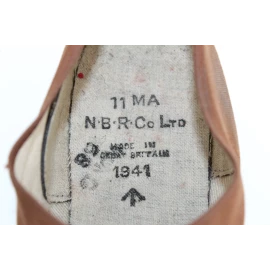 11 MA
N·B·R·Co LTD
MADE IN
GREAT BRITAIN
1941